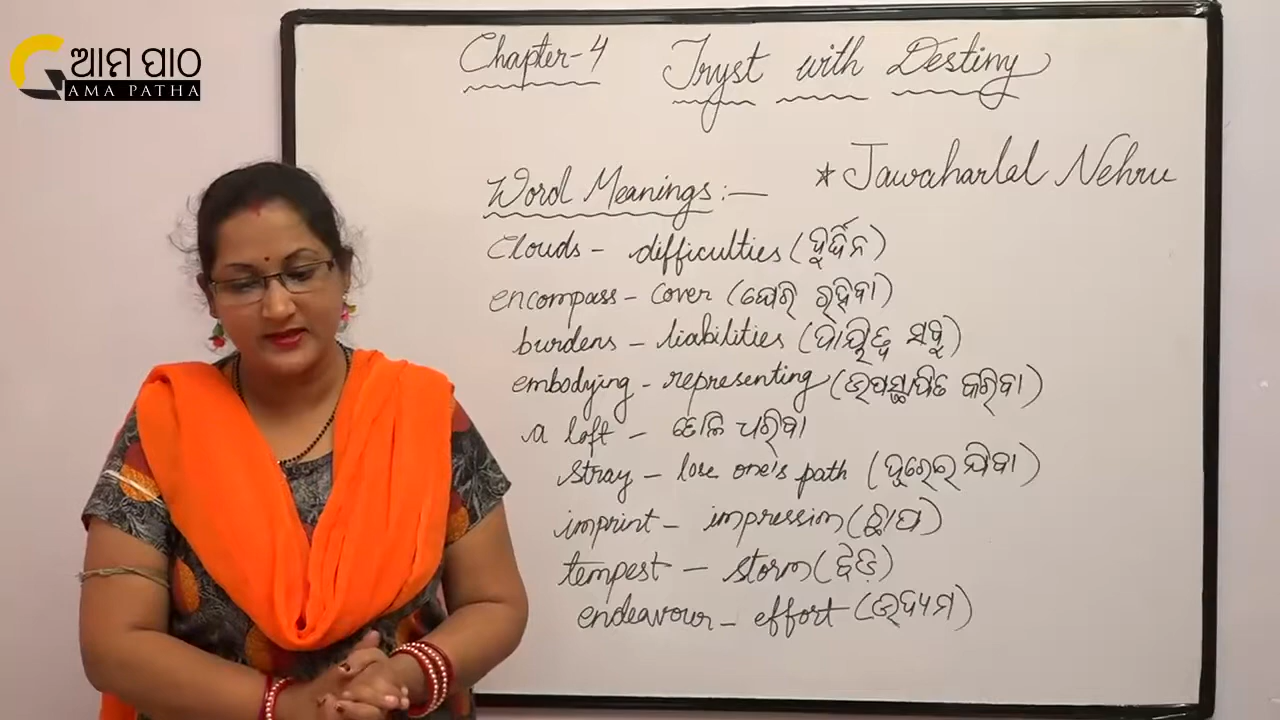 ଆମ ପାଠ
AMA PATHA
Chapter-4 Tryst with Destiny
* Jawaharlal Nehru
Word Meanings:—
Clouds - difficulties (ଦୁର୍ଦ୍ଦିନ)
encompass - cover (ଘେରି ରହିବା)
burdens - liabilities (ଦାୟିତ୍ୱ ସବୁ)
embodying - representing (ଉପସ୍ଥାପିତ କରିବା)
a loft - ତୋଳି ଧରିବା
stray - lose one's path (ଦୂରେଇ ଯିବା)
imprint - impression (ଛାପ)
tempest - storm (ଝଡ଼)
endeavour - effort (ଉଦ୍ୟମ)